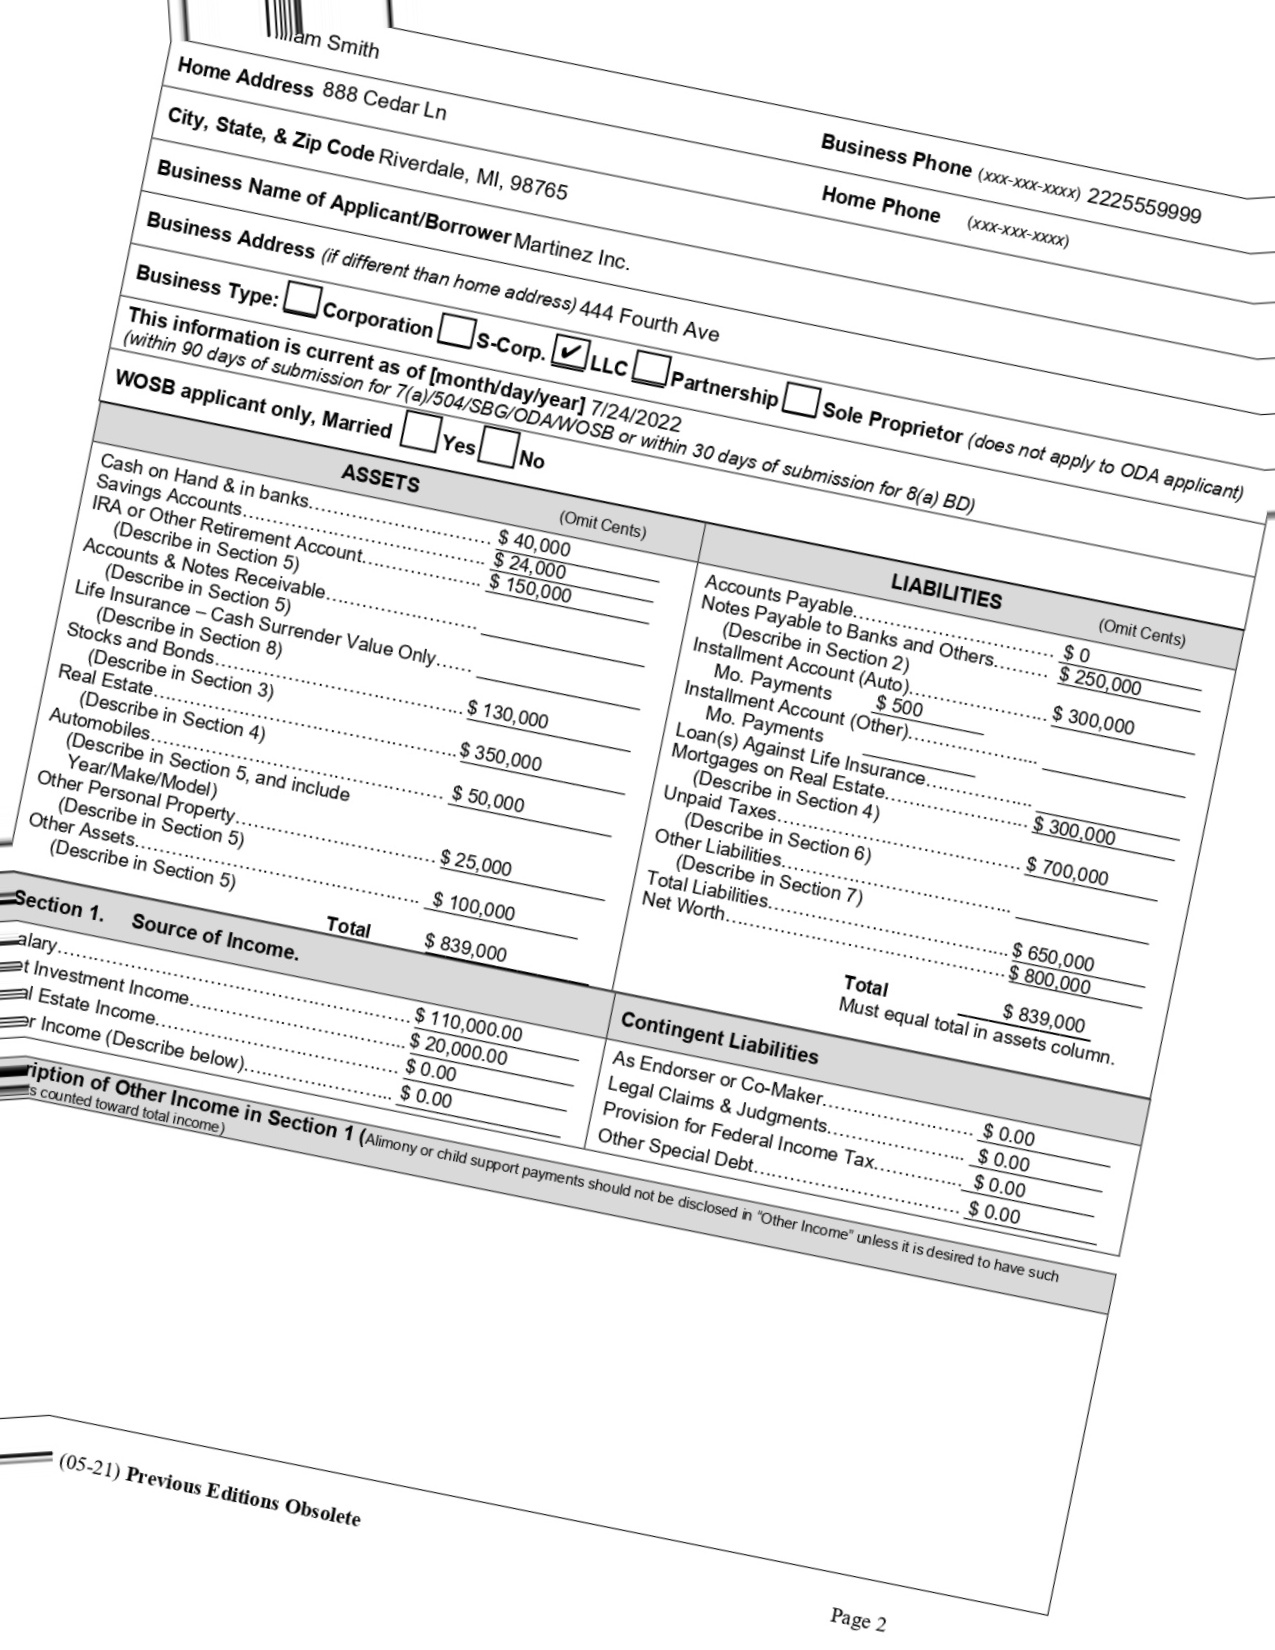 Smith
Home Address 888 Cedar Ln
Business Phone (xxx-xxx-xxxx) 2225559999
City, State, & Zip Code Riverdale, MI, 98765
Home Phone (xxx-xxx-xxxx)
Business Name of Applicant/Borrower Martinez Inc.
Business Address (if different than home address) 444 Fourth Ave
Business Type: Corporation S-Corp. ✔ LLC Partnership Sole Proprietor (does not apply to ODA applicant)
This information is current as of [month/day/year] 7/24/2022
(within 90 days of submission for 7(a)/504/SBG/ODA/WOSB or within 30 days of submission for 8(a) BD)
WOSB applicant only, Married Yes No
ASSETS (Omit Cents)
Cash on Hand & in banks $ 40,000
Savings Accounts $ 24,000
IRA or Other Retirement Account $ 150,000
(Describe in Section 5)
Accounts & Notes Receivable
(Describe in Section 5)
Life Insurance – Cash Surrender Value Only
(Describe in Section 8)
Stocks and Bonds $ 130,000
(Describe in Section 3)
Real Estate $ 350,000
(Describe in Section 4)
Automobiles $ 50,000
(Describe in Section 5, and include
Year/Make/Model)
Other Personal Property $ 25,000
(Describe in Section 5)
Other Assets $ 100,000
(Describe in Section 5)
Total $ 839,000
LIABILITIES (Omit Cents)
Accounts Payable $ 0
Notes Payable to Banks and Others $ 250,000
(Describe in Section 2)
Installment Account (Auto) $ 300,000
Mo. Payments $ 500
Installment Account (Other)
Mo. Payments
Loan(s) Against Life Insurance
Mortgages on Real Estate $ 300,000
(Describe in Section 4)
Unpaid Taxes $ 700,000
(Describe in Section 6)
Other Liabilities
(Describe in Section 7)
Total Liabilities $ 650,000
Net Worth $ 800,000
Total $ 839,000
Must equal total in assets column.
Section 1. Source of Income.
alary $ 110,000.00
et Investment Income $ 20,000.00
al Estate Income $ 0.00
er Income (Describe below) $ 0.00
Contingent Liabilities
As Endorser or Co-Maker $ 0.00
Legal Claims & Judgments $ 0.00
Provision for Federal Income Tax $ 0.00
Other Special Debt $ 0.00
ription of Other Income in Section 1 (Alimony or child support payments should not be disclosed in “Other Income” unless it is desired to have such
s counted toward total income)
(05-21) Previous Editions Obsolete
Page 2